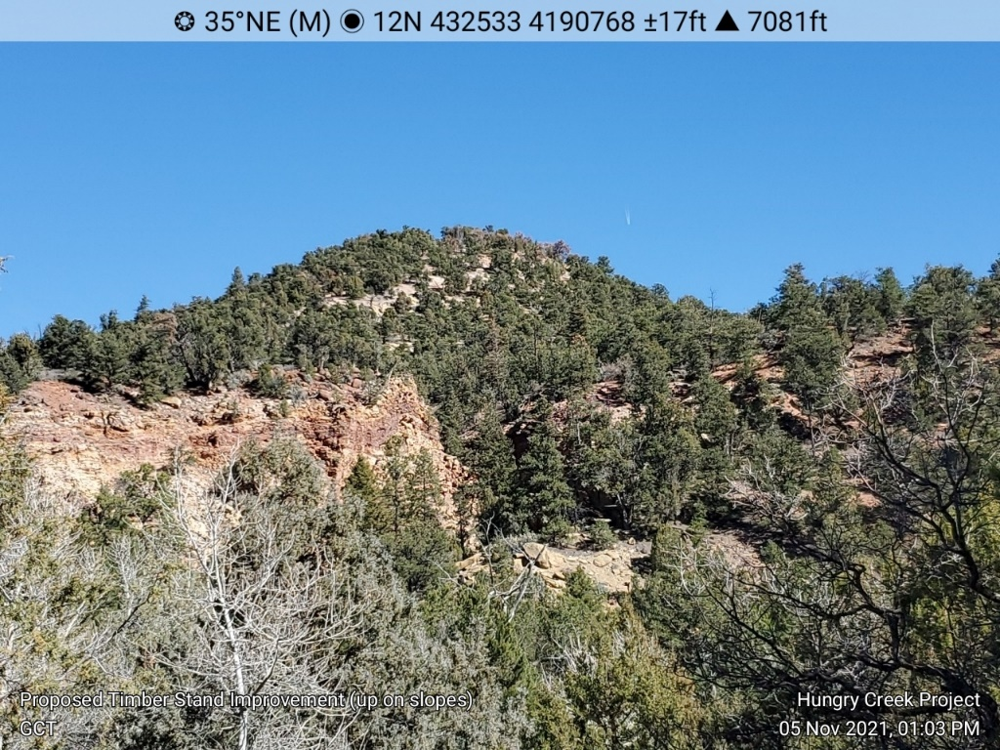 35°NE (M) 12N 432533 4190768 ±17ft ▲ 7081ft
Proposed Timber Stand Improvement (up on slopes)
GCT
Hungry Creek Project
05 Nov 2021, 01:03 PM